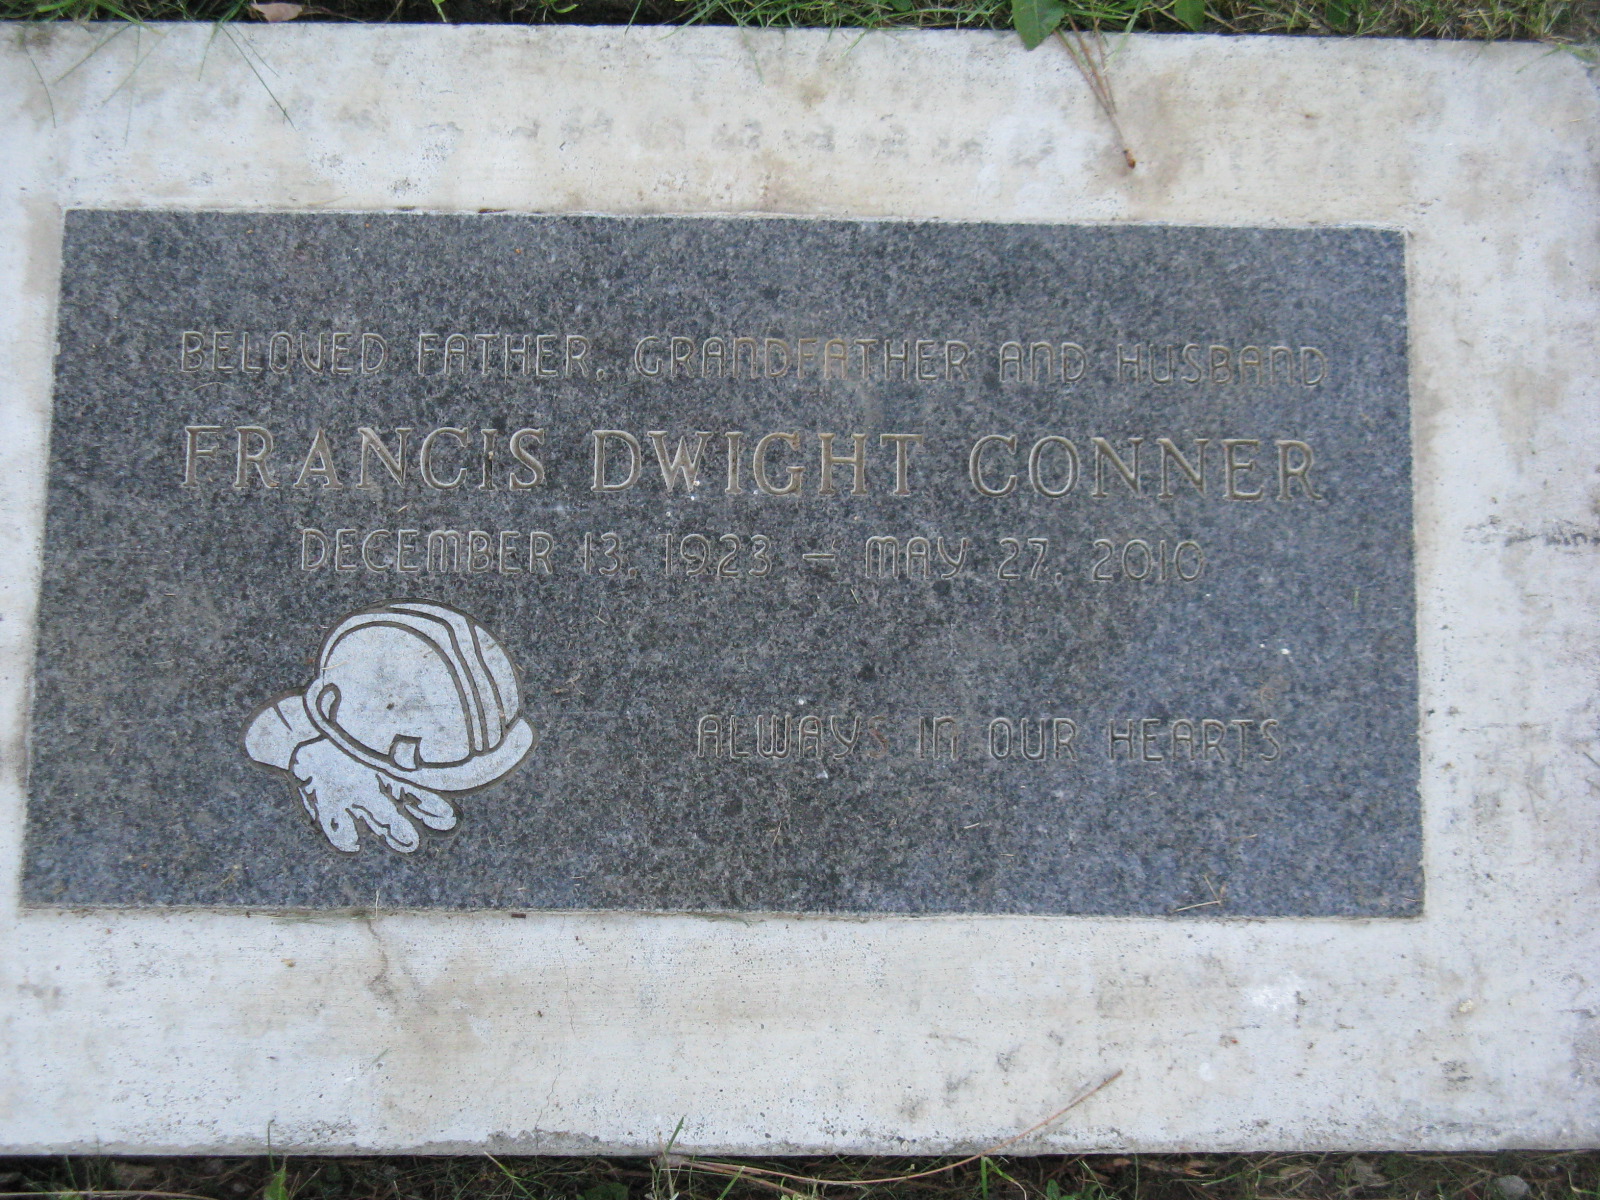 BELOVED FATHER, GRANDFATHER AND HUSBAND
FRANCIS DWIGHT CONNER
DECEMBER 13, 1923 – MAY 27, 2010
ALWAYS IN OUR HEARTS